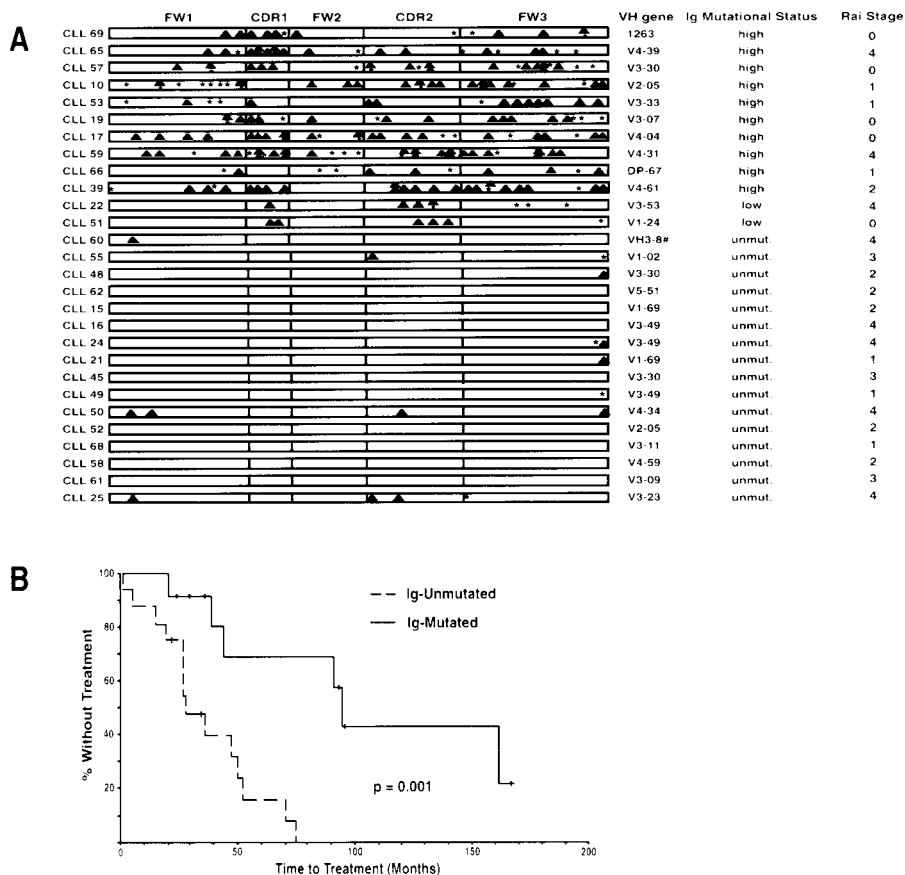 A
FW1 CDR1 FW2 CDR2 FW3 VH gene Ig Mutational Status Rai Stage
CLL 69 1263 high 0
CLL 65 V4-39 high 4
CLL 57 V3-30 high 0
CLL 10 V2-05 high 1
CLL 53 V3-33 high 1
CLL 19 V3-07 high 0
CLL 17 V4-04 high 0
CLL 59 V4-31 high 4
CLL 66 DP-67 high 1
CLL 39 V4-61 high 2
CLL 22 V3-53 low 4
CLL 51 V1-24 low 0
CLL 60 VH3-8# unmut. 4
CLL 55 V1-02 unmut. 3
CLL 48 V3-30 unmut. 2
CLL 62 V5-51 unmut. 2
CLL 15 V1-69 unmut. 2
CLL 16 V3-49 unmut. 4
CLL 24 V3-49 unmut. 4
CLL 21 V1-69 unmut. 1
CLL 45 V3-30 unmut. 3
CLL 49 V3-49 unmut. 1
CLL 50 V4-34 unmut. 4
CLL 52 V2-05 unmut. 2
CLL 68 V3-11 unmut. 1
CLL 58 V4-59 unmut. 2
CLL 61 V3-09 unmut. 3
CLL 25 V3-23 unmut. 4
B
% Without Treatment
100
80
60
40
20
Ig-Unmutated
Ig-Mutated
p = 0.001
0 50 100 150 200
Time to Treatment (Months)